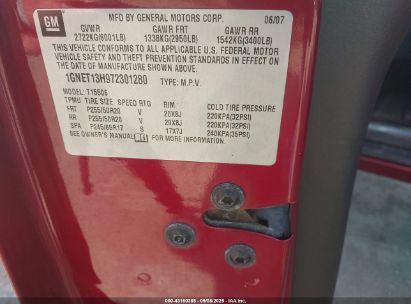 GM
MFD BY GENERAL MOTORS CORP. 06/07
GVWR GAWR FRT GAWR RR
2722KG(6001LB) 1338KG(2950LB) 1542KG(3400LB)
THIS VEHICLE CONFORMS TO ALL APPLICABLE U.S. FEDERAL MOTOR
VEHICLE SAFETY AND THEFT PREVENTION STANDARDS IN EFFECT ON
THE DATE OF MANUFACTURE SHOWN ABOVE.
1GNET13H972301280 TYPE: M.P.V.
MODEL: T15506
TPMU TIRE SIZE SPEED RTG RIM COLD TIRE PRESSURE
FRT P255/50R20 V 20X8J 220KPA(32PSI)
RR P255/50R20 V 20X8J 220KPA(32PSI)
SPA P245/65R17 S 17X7J 240KPA(35PSI)
SEE OWNER'S MANUAL FOR MORE INFORMATION.